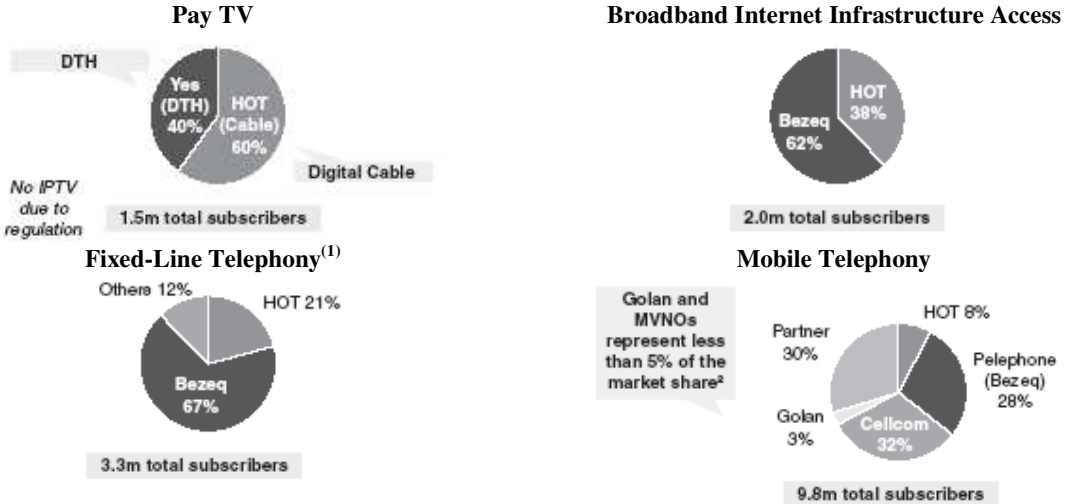 Pay TV
DTH
Yes
(DTH)
40%
HOT
(Cable)
60%
Digital Cable
No IPTV
due to
regulation
1.5m total subscribers
Broadband Internet Infrastructure Access
HOT
38%
Bezeq
62%
2.0m total subscribers
Fixed-Line Telephony(1)
Others 12%
HOT 21%
Bezeq
67%
3.3m total subscribers
Mobile Telephony
Golan and
MVNOs
represent less
than 5% of the
market share²
HOT 8%
Partner
30%
Pelephone
(Bezeq)
28%
Golan
3%
Cellcom
32%
9.8m total subscribers